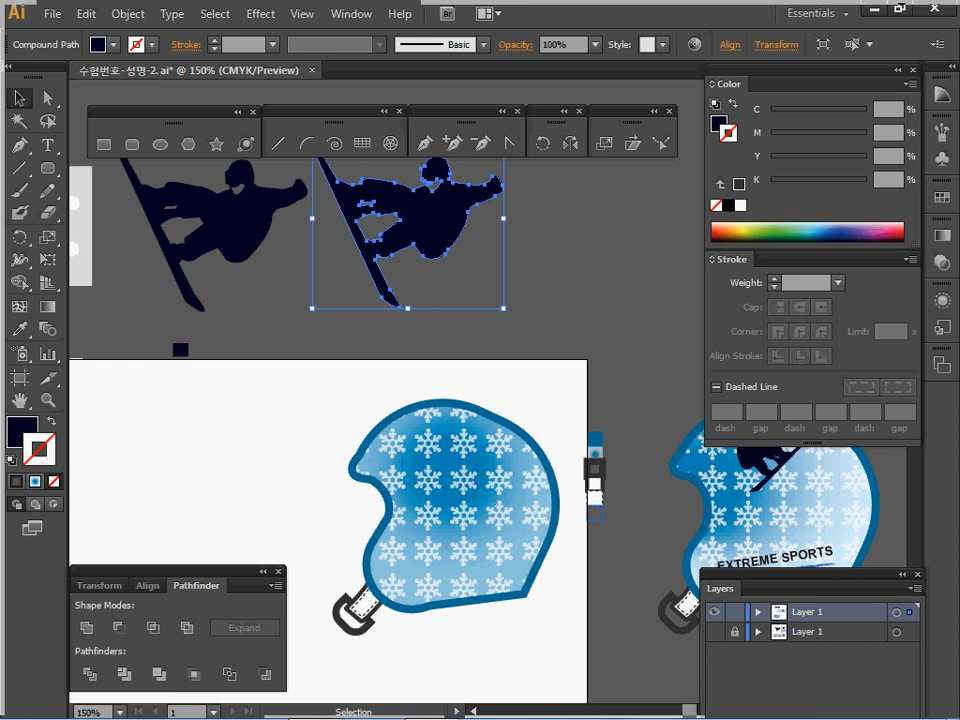 Ai File Edit Object Type Select Effect View Window Help Br Essentials
Compound Path Stroke: Basic Opacity: 100% Style: Align Transform
수험번호-성명-2.ai* @ 150% (CMYK/Preview)
Color
C %
M %
Y %
K %
Stroke
Weight:
Cap:
Corner: Limit: x
Align Stroke:
Dashed Line
dash gap dash gap dash gap
EXTREME SPORTS
Transform Align Pathfinder
Shape Modes:
Expand
Pathfinders:
Layers
Layer 1
Layer 1
150% 1 Selection